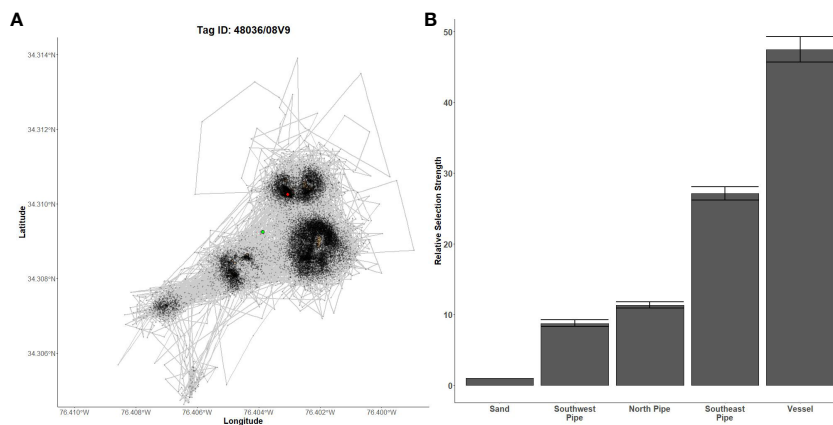 A
Tag ID: 48036/08V9
34.314°N
34.312°N
34.310°N
34.308°N
34.306°N
Latitude
76.410°W 76.408°W 76.406°W 76.404°W 76.402°W 76.400°W
Longitude
B
50
40
30
20
10
0
Relative Selection Strength
Sand Southwest Pipe North Pipe Southeast Pipe Vessel